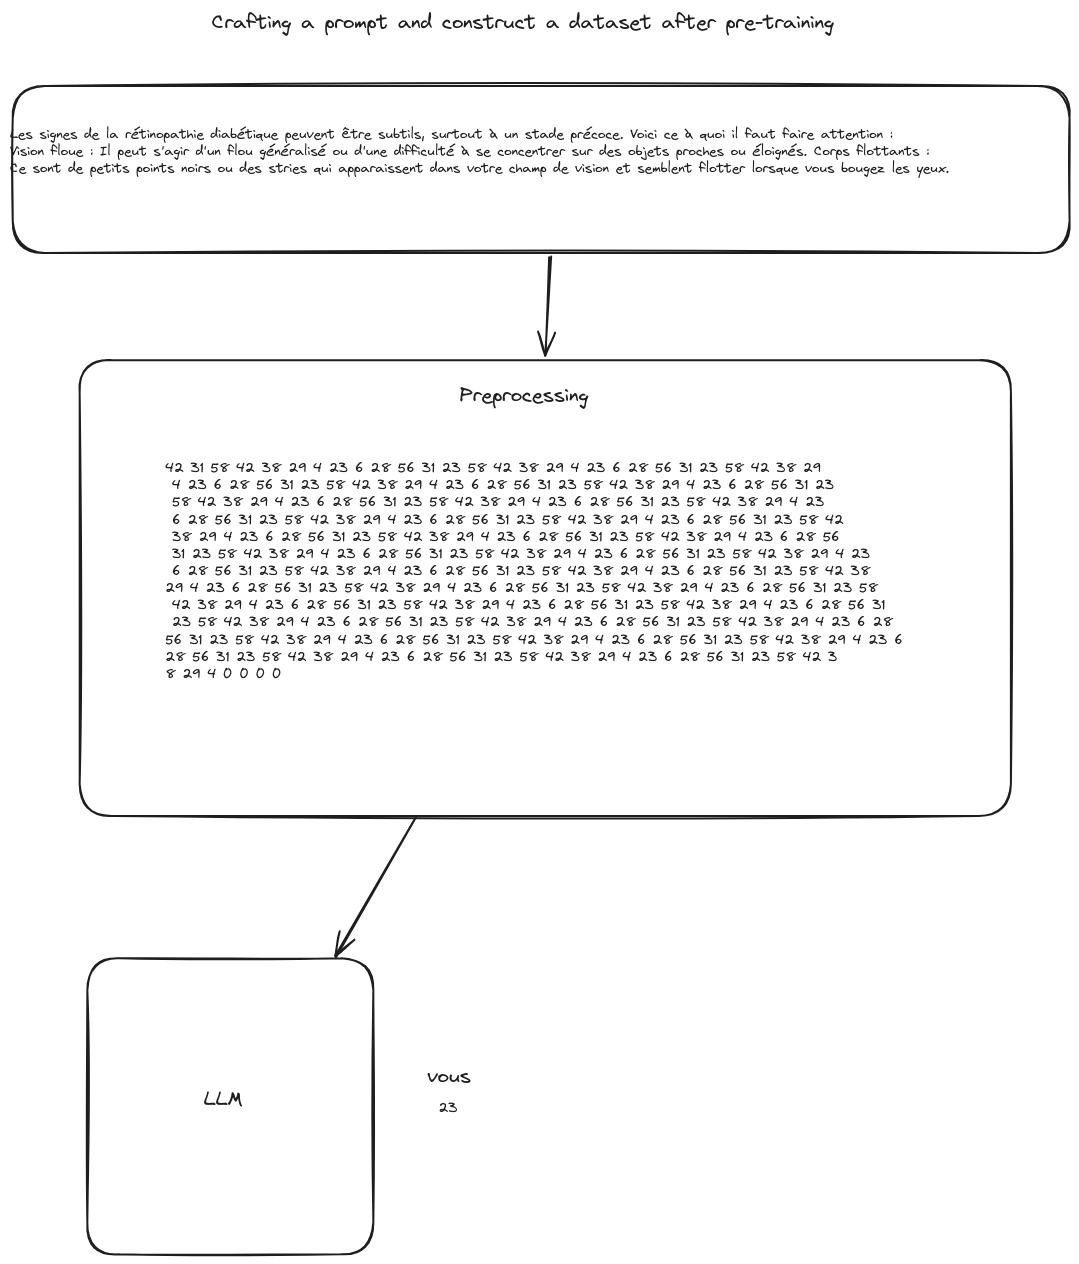 Crafting a prompt and construct a dataset after pre-training
Les signes de la rétinopathie diabétique peuvent être subtils, surtout à un stade précoce. Voici ce à quoi il faut faire attention :
Vision floue : Il peut s'agir d'un flou généralisé ou d'une difficulté à se concentrer sur des objets proches ou éloignés. Corps flottants :
Ce sont de petits points noirs ou des stries qui apparaissent dans votre champ de vision et semblent flotter lorsque vous bougez les yeux.
Preprocessing
42 31 58 42 38 29 4 23 6 28 56 31 23 58 42 38 29 4 23 6 28 56 31 23 58 42 38 29
4 23 6 28 56 31 23 58 42 38 29 4 23 6 28 56 31 23 58 42 38 29 4 23 6 28 56 31 23
58 42 38 29 4 23 6 28 56 31 23 58 42 38 29 4 23 6 28 56 31 23 58 42 38 29 4 23
6 28 56 31 23 58 42 38 29 4 23 6 28 56 31 23 58 42 38 29 4 23 6 28 56 31 23 58 42
38 29 4 23 6 28 56 31 23 58 42 38 29 4 23 6 28 56 31 23 58 42 38 29 4 23 6 28 56
31 23 58 42 38 29 4 23 6 28 56 31 23 58 42 38 29 4 23 6 28 56 31 23 58 42 38 29 4 23
6 28 56 31 23 58 42 38 29 4 23 6 28 56 31 23 58 42 38 29 4 23 6 28 56 31 23 58 42 38
29 4 23 6 28 56 31 23 58 42 38 29 4 23 6 28 56 31 23 58 42 38 29 4 23 6 28 56 31 23 58
42 38 29 4 23 6 28 56 31 23 58 42 38 29 4 23 6 28 56 31 23 58 42 38 29 4 23 6 28 56 31
23 58 42 38 29 4 23 6 28 56 31 23 58 42 38 29 4 23 6 28 56 31 23 58 42 38 29 4 23 6 28
56 31 23 58 42 38 29 4 23 6 28 56 31 23 58 42 38 29 4 23 6 28 56 31 23 58 42 38 29 4 23 6
28 56 31 23 58 42 38 29 4 23 6 28 56 31 23 58 42 38 29 4 23 6 28 56 31 23 58 42 3
8 29 4 0 0 0 0
vous
LLM
23